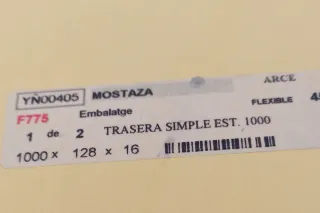 ARCE
YN00405 MOSTAZA
FLEXIBLE
F775 Embalatge
1 de 2 TRASERA SIMPLE EST. 1000
1000 x 128 x 16